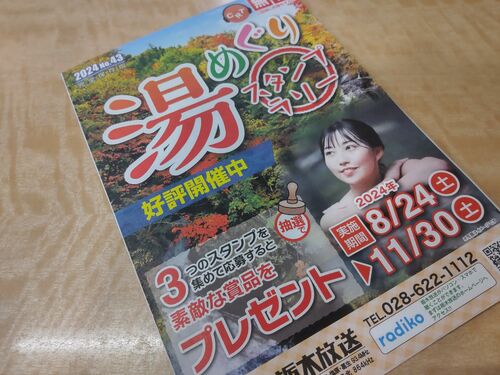 CRT
無
2024 No.43
湯めぐり
スタンプ
ラリー
好評開催中
3つのスタンプを
集めて応募すると
抽選で
素敵な賞品を
プレゼント
2024年
実施
期間
8/24土
11/30土
TEL.028-622-1112
radiko
栃木放送
864kHz